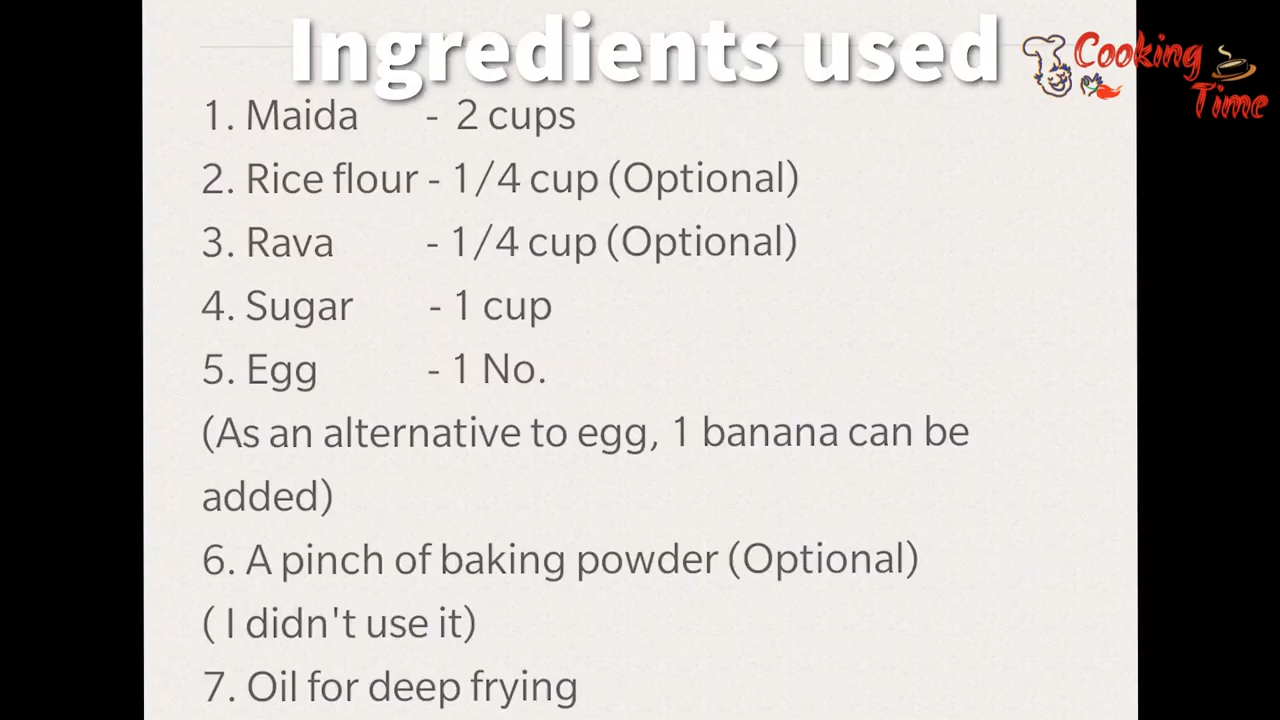 Ingredients used
Cooking
Time
1. Maida - 2 cups
2. Rice flour - 1/4 cup (Optional)
3. Rava - 1/4 cup (Optional)
4. Sugar - 1 cup
5. Egg - 1 No.
(As an alternative to egg, 1 banana can be
added)
6. A pinch of baking powder (Optional)
( I didn't use it)
7. Oil for deep frying